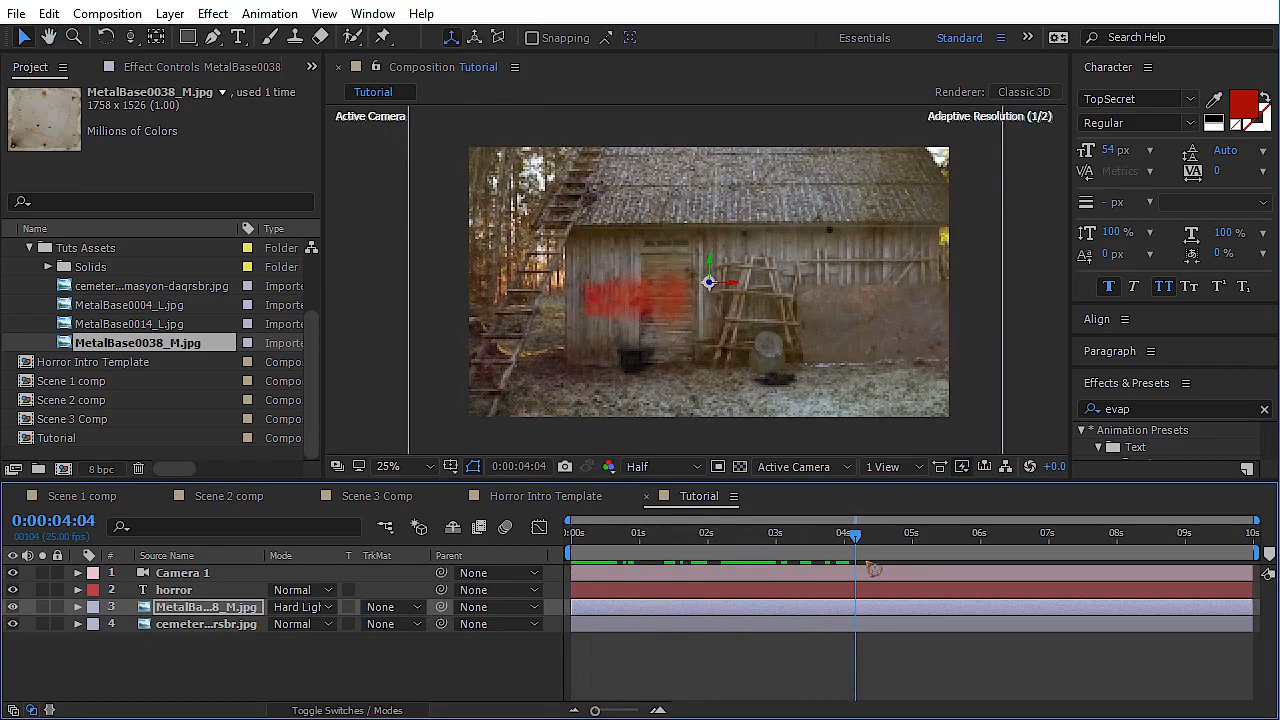 File Edit Composition Layer Effect Animation View Window Help
Snapping Essentials Standard Search Help
Project Effect Controls MetalBase0038
MetalBase0038_M.jpg , used 1 time
1758 x 1526 (1.00)
Millions of Colors
Name Type
Tuts Assets Folder
Solids Folder
cemeter...masyon-daqrsbr.jpg Importe
MetalBase0004_L.jpg Importe
MetalBase0014_L.jpg Importe
MetalBase0038_M.jpg Importe
Horror Intro Template Compo
Scene 1 comp Compo
Scene 2 comp Compo
Scene 3 Comp Compo
Tutorial Compo
8 bpc
Composition Tutorial
Tutorial Renderer: Classic 3D
Active Camera Adaptive Resolution (1/2)
25% 0:00:04:04 Half Active Camera 1 View +0.0
Character
TopSecret
Regular
54 px Auto
Metrics 0
- px
100 % 100 %
0 px 0 %
T T TT Tт T¹ T₁
Align
Paragraph
Effects & Presets
evap
* Animation Presets
Text
Scene 1 comp Scene 2 comp Scene 3 Comp Horror Intro Template Tutorial
0:00:04:04
00104 (25.00 fps)
:00s 01s 02s 03s 04s 05s 06s 07s 08s 09s 10s
# Source Name Mode T TrkMat Parent
1 Camera 1 None
2 horror Normal None
3 MetalBa...8_M.jpg Hard Ligh None None
4 cemeter...rsbr.jpg Normal None None
Toggle Switches / Modes